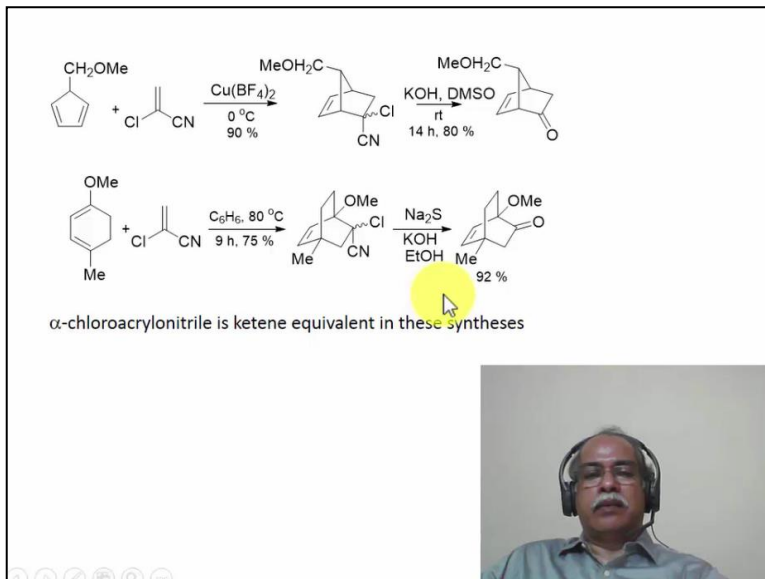 CH2OMe
+
Cl
CN
Cu(BF4)2
0 °C
90 %
MeOH2C
Cl
CN
KOH, DMSO
rt
14 h, 80 %
MeOH2C
O
OMe
Me
+
Cl
CN
C6H6, 80 °C
9 h, 75 %
OMe
Cl
CN
Me
Na2S
KOH
EtOH
OMe
O
Me
92 %
α-chloroacrylonitrile is ketene equivalent in these syntheses